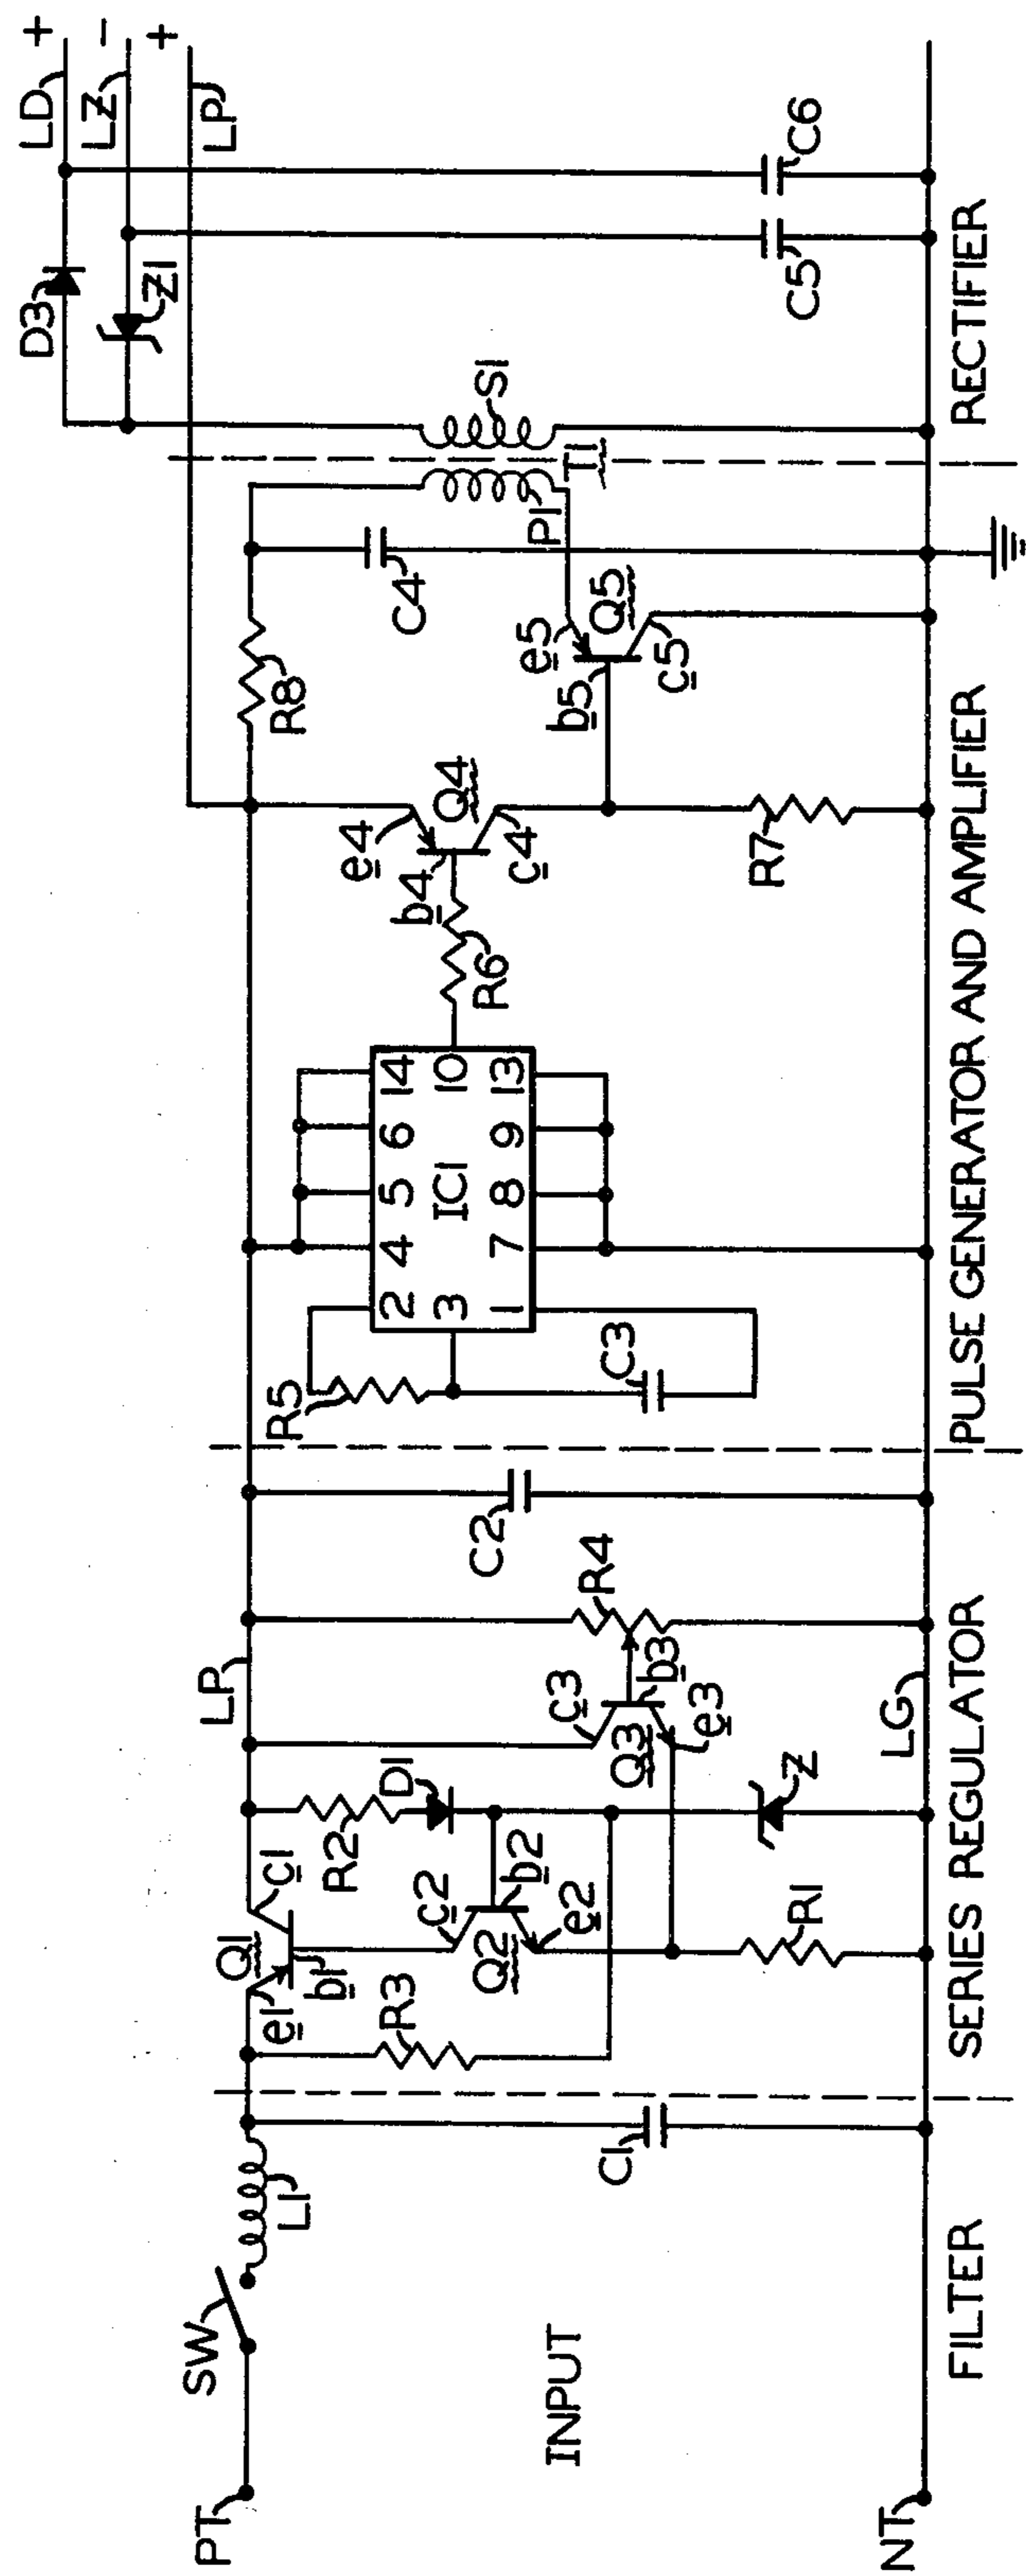 PT
SW
L1
C1
INPUT
NT
FILTER
Q1
e1
b1
c1
R3
R2
D1
c2
Q2
b2
e2
R1
Z
LP
c3
Q3
b3
e3
R4
C2
LG
SERIES REGULATOR
R5
C3
2
4
5
6
14
3
IC1
10
1
7
8
9
13
R6
b4
e4
Q4
c4
R7
R8
C4
b5
e5
Q5
c5
P1
T1
S1
PULSE GENERATOR AND AMPLIFIER
D3
Z1
C5
C6
LD
+
LZ
-
LP
+
RECTIFIER